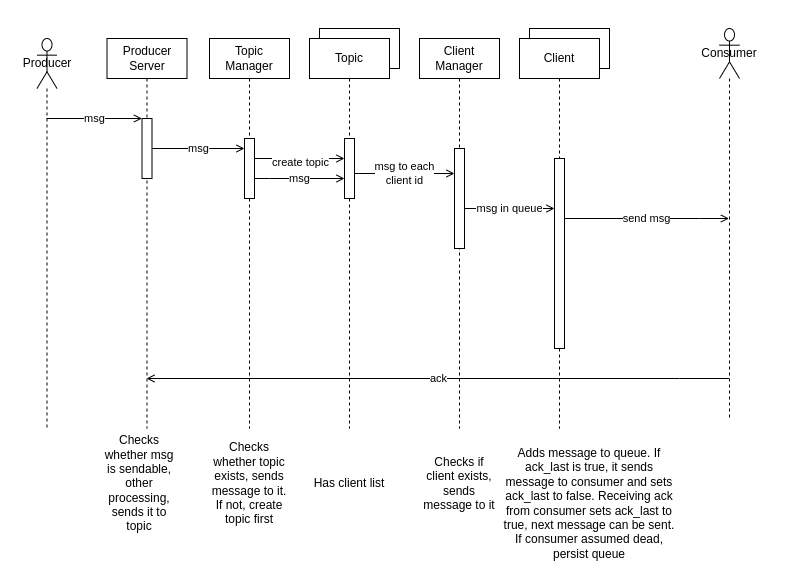 Producer
Producer
Server
Topic
Manager
Topic
Client
Manager
Client
Consumer
msg
msg
create topic
msg
msg to each
client id
msg in queue
send msg
ack
Checks
whether msg
is sendable,
other
processing,
sends it to
topic
Checks
whether topic
exists, sends
message to it.
If not, create
topic first
Has client list
Checks if
client exists,
sends
message to it
Adds message to queue. If
ack_last is true, it sends
message to consumer and sets
ack_last to false. Receiving ack
from consumer sets ack_last to
true, next message can be sent.
If consumer assumed dead,
persist queue